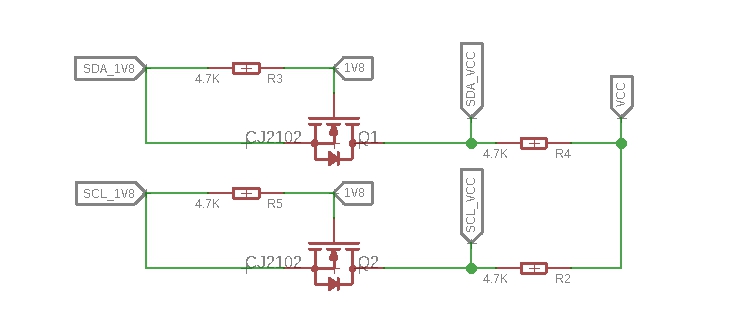 SDA_1V8
4.7K
R3
1V8
SDA_VCC
VCC
CJ2102
Q1
4.7K
R4
SCL_1V8
4.7K
R5
1V8
SCL_VCC
CJ2102
Q2
4.7K
R2